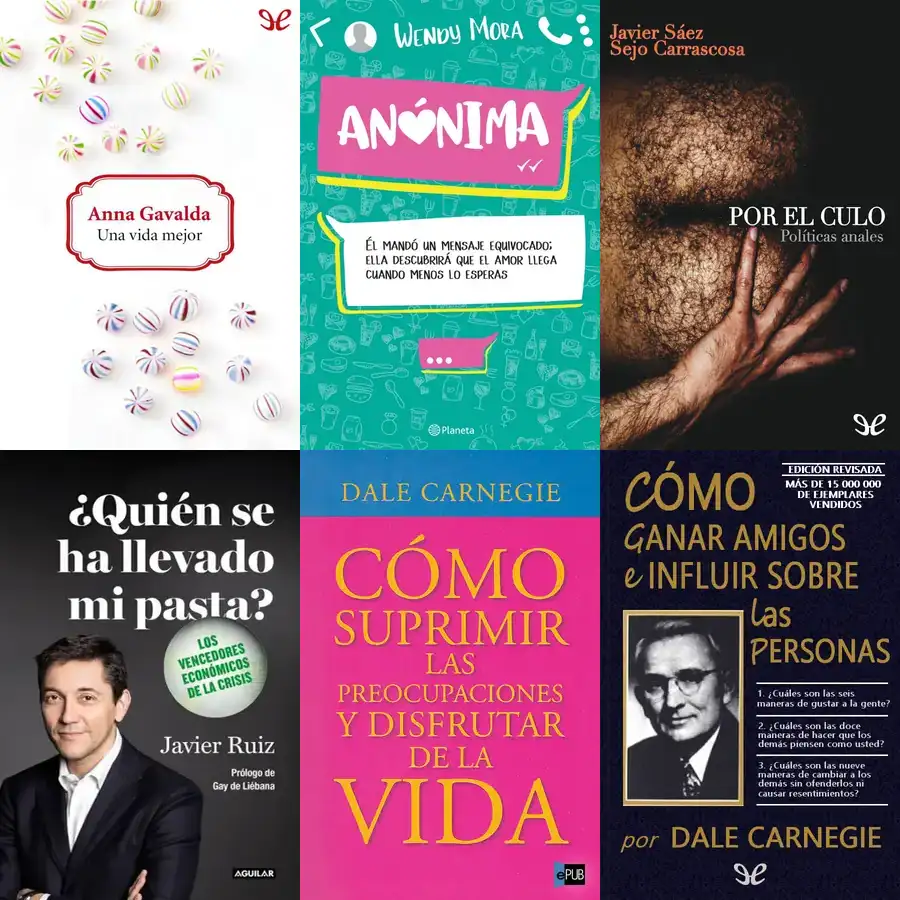 Anna Gavalda
Una vida mejor
WENDY MORA
ANÓNIMA
ÉL MANDÓ UN MENSAJE EQUIVOCADO;
ELLA DESCUBRIRÁ QUE EL AMOR LLEGA
CUANDO MENOS LO ESPERAS
Planeta
Javier Sáez
Sejo Carrascosa
POR EL CULO
Políticas anales
¿Quién se
ha llevado
mi pasta?
LOS
VENCEDORES
ECONÓMICOS
DE LA CRISIS
Javier Ruiz
Prólogo de
Gay de Liébana
AGUILAR
DALE CARNEGIE
CÓMO
SUPRIMIR
LAS
PREOCUPACIONES
Y DISFRUTAR
DE LA
VIDA
ePUB
EDICIÓN REVISADA
MÁS DE 15 000 000
DE EJEMPLARES
VENDIDOS
CÓMO
GANAR AMIGOS
e INFLUIR SOBRE
las
PERSONAS
1. ¿Cuáles son las seis
maneras de gustar a la gente?
2. ¿Cuáles son las doce
maneras de hacer que los
demás piensen como usted?
3. ¿Cuáles son las nueve
maneras de cambiar a los
demás sin ofenderlos ni
causar resentimientos?
por DALE CARNEGIE